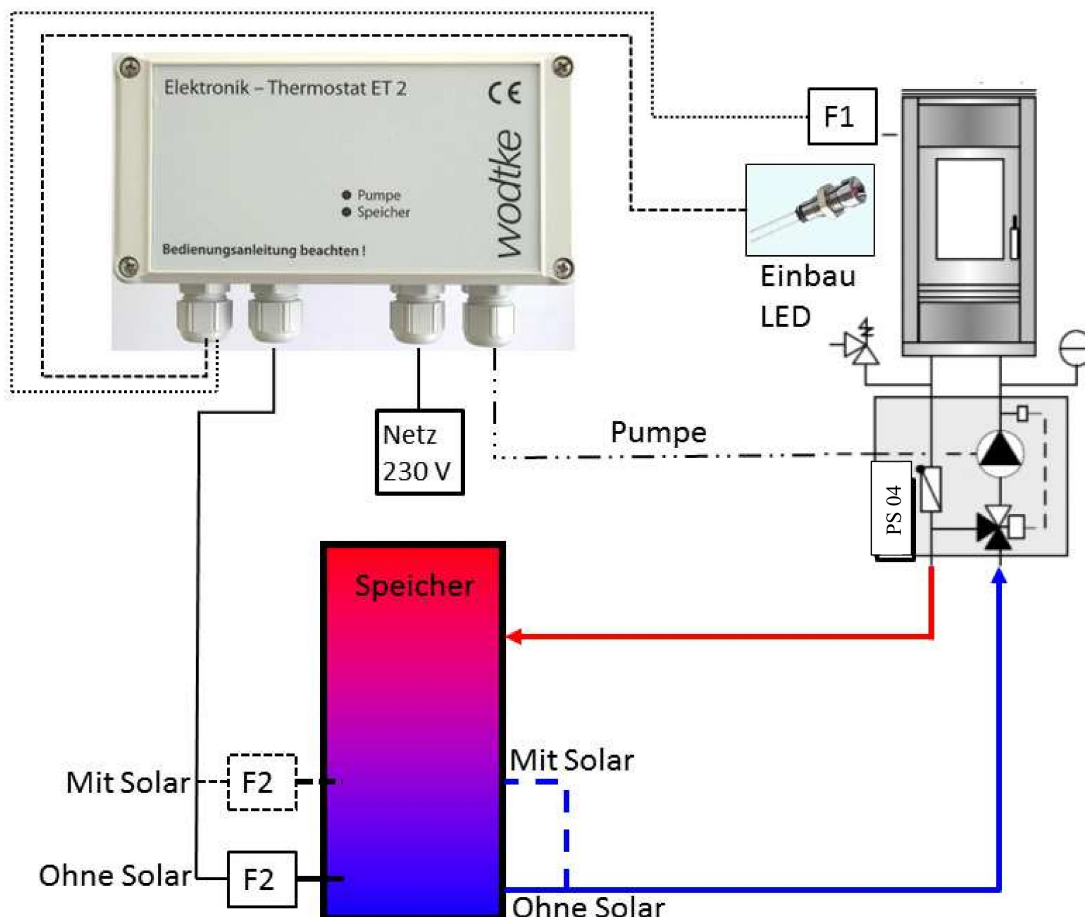 Elektronik – Thermostat ET 2
CE
wodtke
Pumpe
Speicher
Bedienungsanleitung beachten !
F1
Einbau
LED
Netz
230 V
Pumpe
PS 04
Speicher
Mit Solar
F2
Mit Solar
Ohne Solar
F2
Ohne Solar